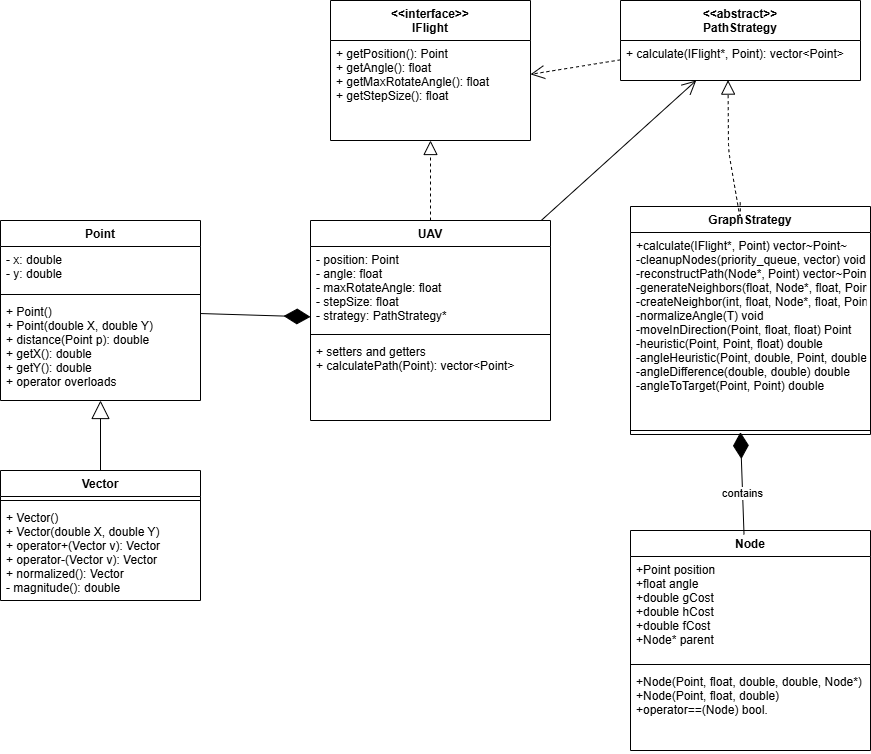 <<interface>>
IFlight
+ getPosition(): Point
+ getAngle(): float
+ getMaxRotateAngle(): float
+ getStepSize(): float
<<abstract>>
PathStrategy
+ calculate(IFlight*, Point): vector<Point>
Point
- x: double
- y: double
+ Point()
+ Point(double X, double Y)
+ distance(Point p): double
+ getX(): double
+ getY(): double
+ operator overloads
UAV
- position: Point
- angle: float
- maxRotateAngle: float
- stepSize: float
- strategy: PathStrategy*
+ setters and getters
+ calculatePath(Point): vector<Point>
GraphStrategy
+calculate(IFlight*, Point) vector~Point~
-cleanupNodes(priority_queue, vector) void
-reconstructPath(Node*, Point) vector~Poin
-generateNeighbors(float, Node*, float, Poin
-createNeighbor(int, float, Node*, float, Poin
-normalizeAngle(T) void
-moveInDirection(Point, float, float) Point
-heuristic(Point, Point, float) double
-angleHeuristic(Point, double, Point, double
-angleDifference(double, double) double
-angleToTarget(Point, Point) double
Vector
+ Vector()
+ Vector(double X, double Y)
+ operator+(Vector v): Vector
+ operator-(Vector v): Vector
+ normalized(): Vector
- magnitude(): double
contains
Node
+Point position
+float angle
+double gCost
+double hCost
+double fCost
+Node* parent
+Node(Point, float, double, double, Node*)
+Node(Point, float, double)
+operator==(Node) bool.